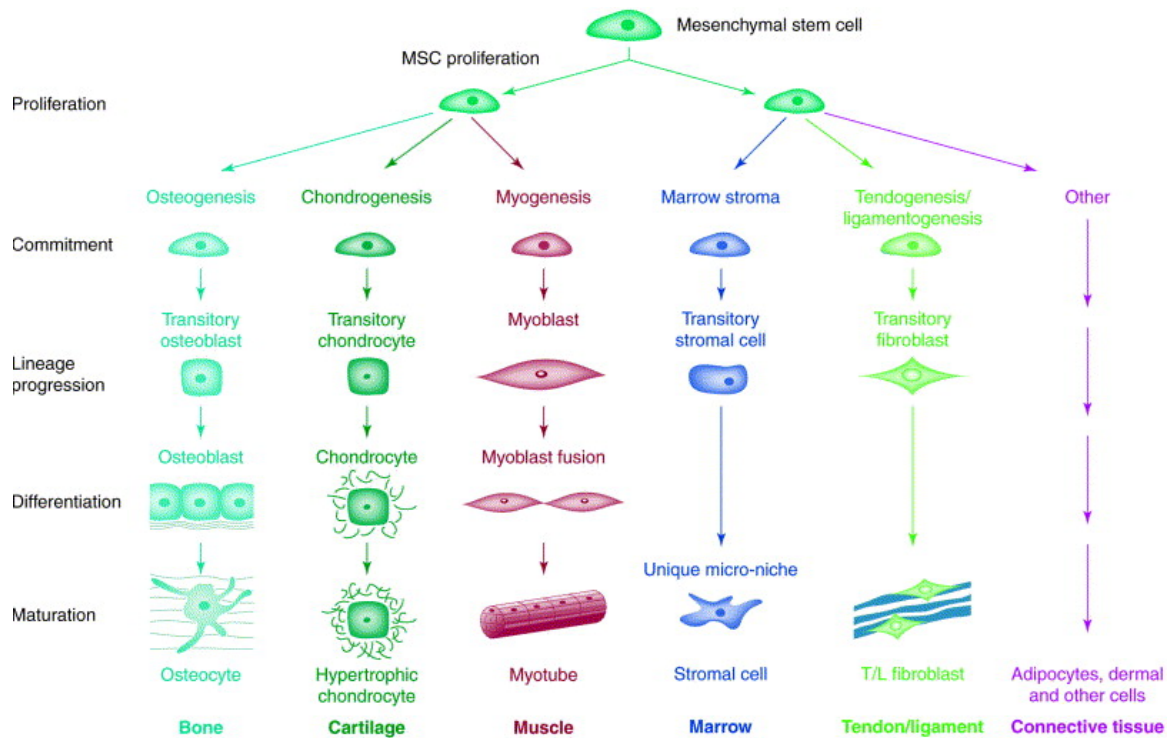 Mesenchymal stem cell
MSC proliferation
Proliferation
Osteogenesis
Chondrogenesis
Myogenesis
Marrow stroma
Tendogenesis/
ligamentogenesis
Other
Commitment
Transitory
osteoblast
Transitory
chondrocyte
Myoblast
Transitory
stromal cell
Transitory
fibroblast
Lineage
progression
Osteoblast
Chondrocyte
Myoblast fusion
Differentiation
Unique micro-niche
Maturation
Osteocyte
Hypertrophic
chondrocyte
Myotube
Stromal cell
T/L fibroblast
Adipocytes, dermal
and other cells
Bone
Cartilage
Muscle
Marrow
Tendon/ligament
Connective tissue